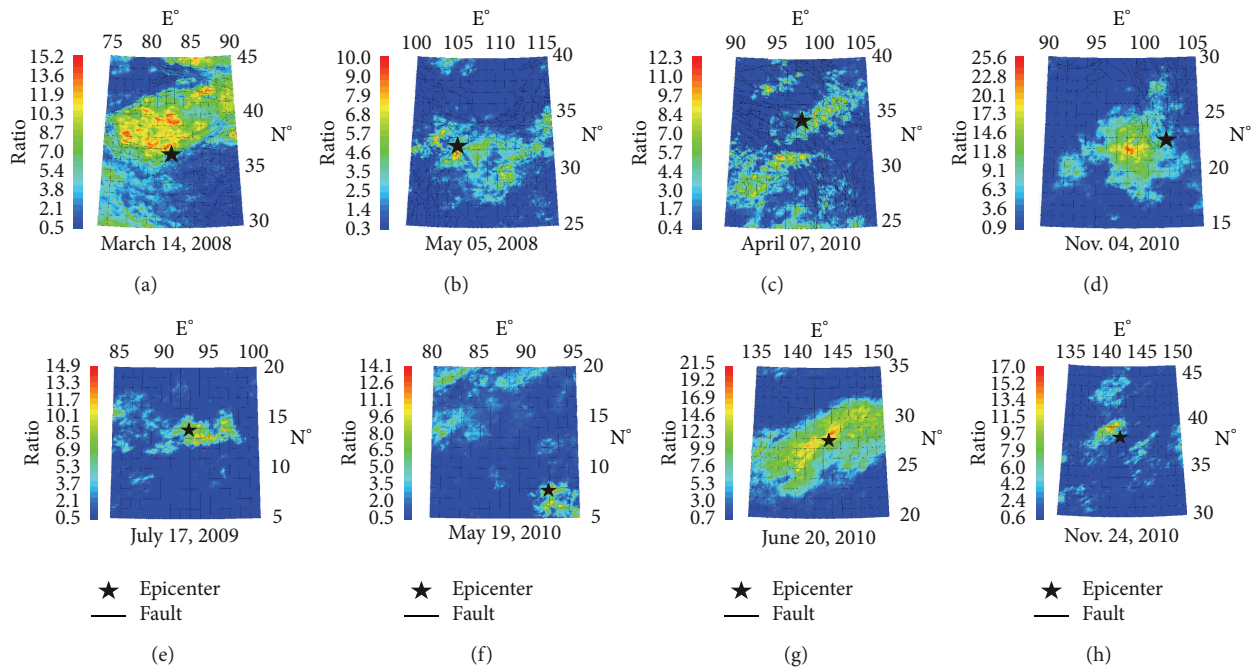 E°
75 80 85 90
15.2
13.6
11.9
10.3
8.7
7.0
5.4
3.8
2.1
0.5
Ratio
45
40
35
30
N°
March 14, 2008
(a)
E°
100 105 110 115
10.0
8.9
7.8
6.7
5.7
4.6
3.5
2.4
1.4
0.3
Ratio
40
35
30
25
N°
May 05, 2008
(b)
E°
90 95 100 105
12.3
11.0
9.7
8.4
7.0
5.7
4.4
3.0
1.7
0.4
Ratio
40
35
30
25
N°
April 07, 2010
(c)
E°
90 95 100 105
25.6
22.8
20.1
17.3
14.6
11.8
9.1
6.3
3.6
0.9
Ratio
30
25
20
15
N°
Nov. 04, 2010
(d)
E°
85 90 95 100
14.9
13.3
11.7
10.1
8.5
6.9
5.3
3.7
2.1
0.5
Ratio
20
15
10
5
N°
July 17, 2009
Epicenter
Fault
(e)
E°
80 85 90 95
14.1
12.6
11.1
9.6
8.0
6.5
5.0
3.5
2.0
0.5
Ratio
20
15
10
5
N°
May 19, 2010
Epicenter
Fault
(f)
E°
135 140 145 150
21.5
19.2
16.9
14.6
12.3
9.9
7.6
5.3
3.0
0.7
Ratio
35
30
25
20
N°
June 20, 2010
Epicenter
Fault
(g)
E°
135 140 145 150
17.0
15.2
13.4
11.5
9.7
7.9
6.0
4.2
2.4
0.6
Ratio
45
40
35
30
N°
Nov. 24, 2010
Epicenter
Fault
(h)